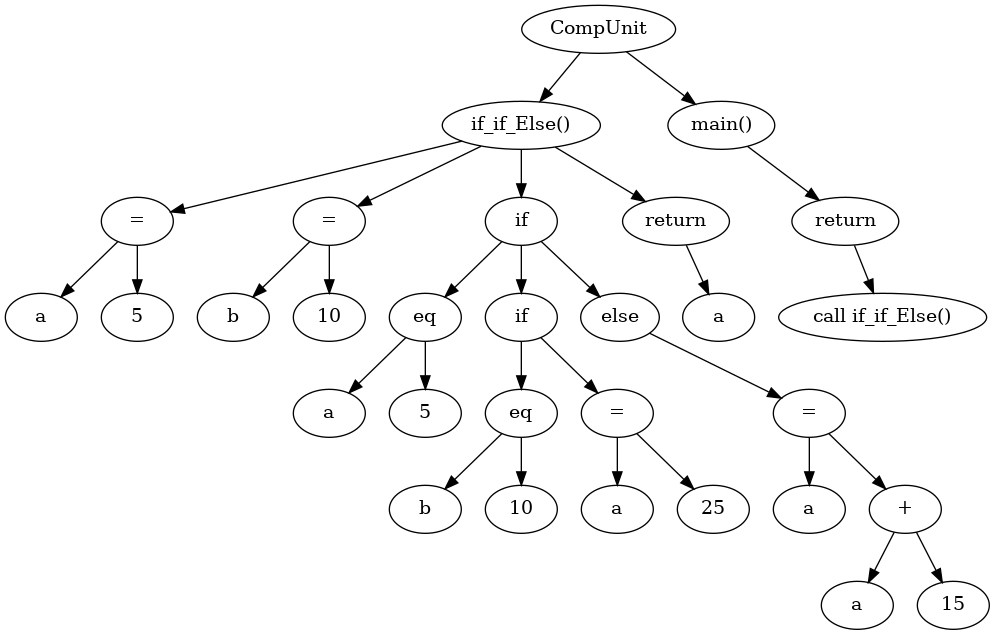 CompUnit
if_if_Else()
main()
=
=
if
return
return
a
5
b
10
eq
if
else
a
call if_if_Else()
a
5
eq
=
=
b
10
a
25
a
+
a
15